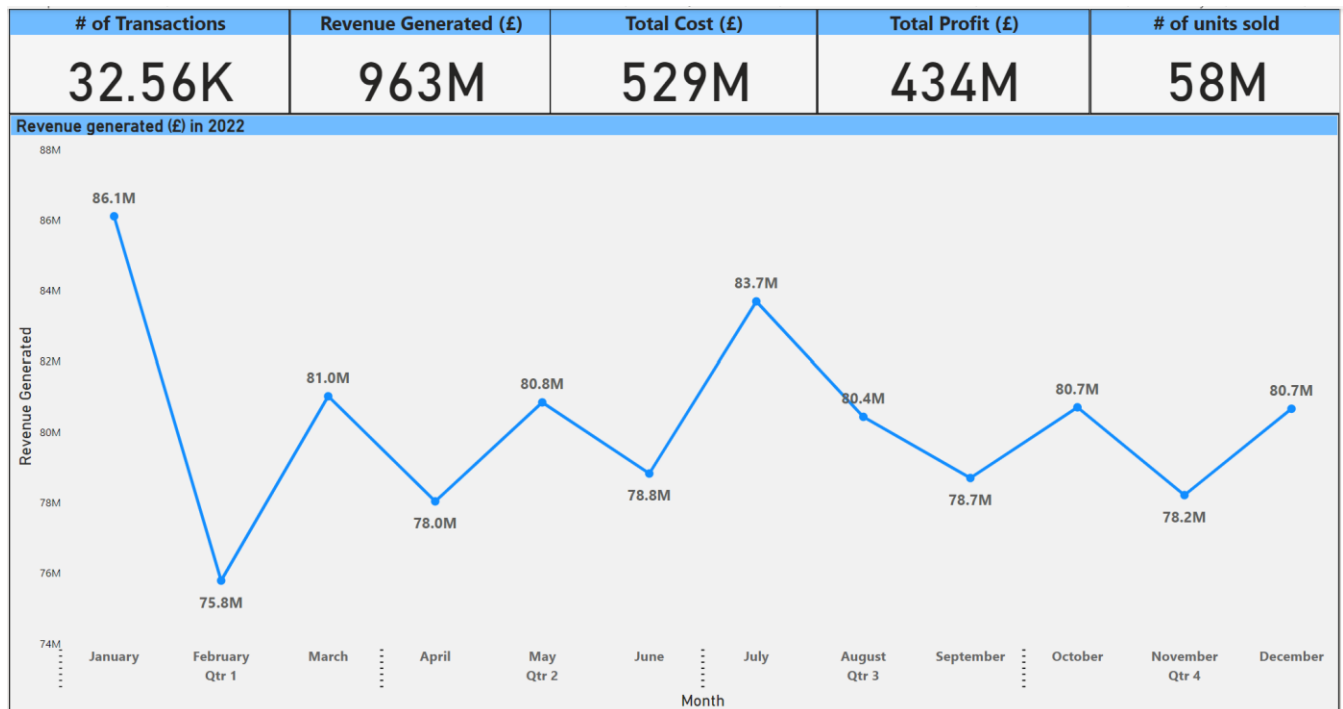 # of Transactions Revenue Generated (£) Total Cost (£) Total Profit (£) # of units sold
32.56K 963M 529M 434M 58M
Revenue generated (£) in 2022
88M
86.1M
86M
84M
83.7M
82M
81.0M
80.8M
80.4M
80.7M
80.7M
80M
78.8M
78.7M
78.2M
78M
78.0M
76M
75.8M
74M
Revenue Generated
January February March April May June July August September October November December
Qtr 1 Qtr 2 Qtr 3 Qtr 4
Month